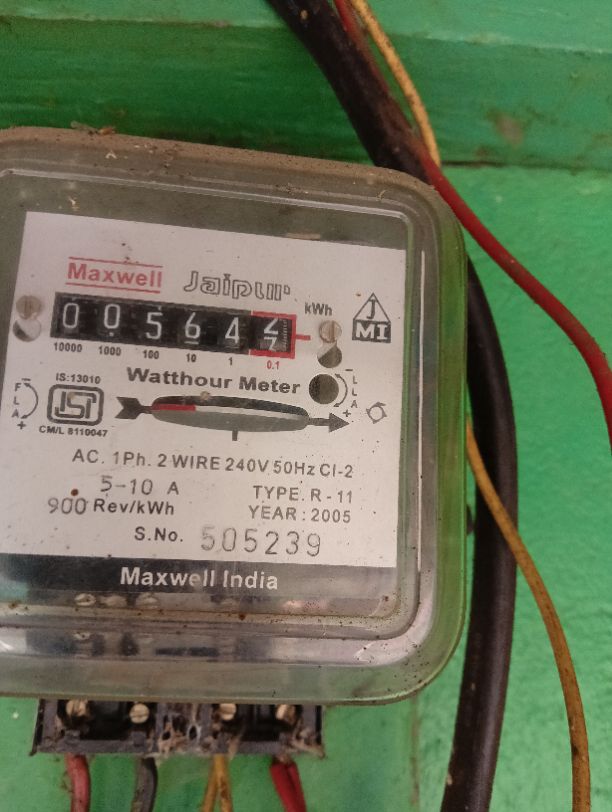 Maxwell Jaipur
kWh
0 0 5 6 4
10000 1000 100 10 1 0.1
J
MI
Watthour Meter
IS:13010
ISI
CM/L 8110047
F
L
A
+
-
L
L
A
+
AC. 1Ph. 2 WIRE 240V 50Hz Cl-2
5-10 A TYPE. R - 11
900 Rev/kWh YEAR : 2005
S.No. 505239
Maxwell India